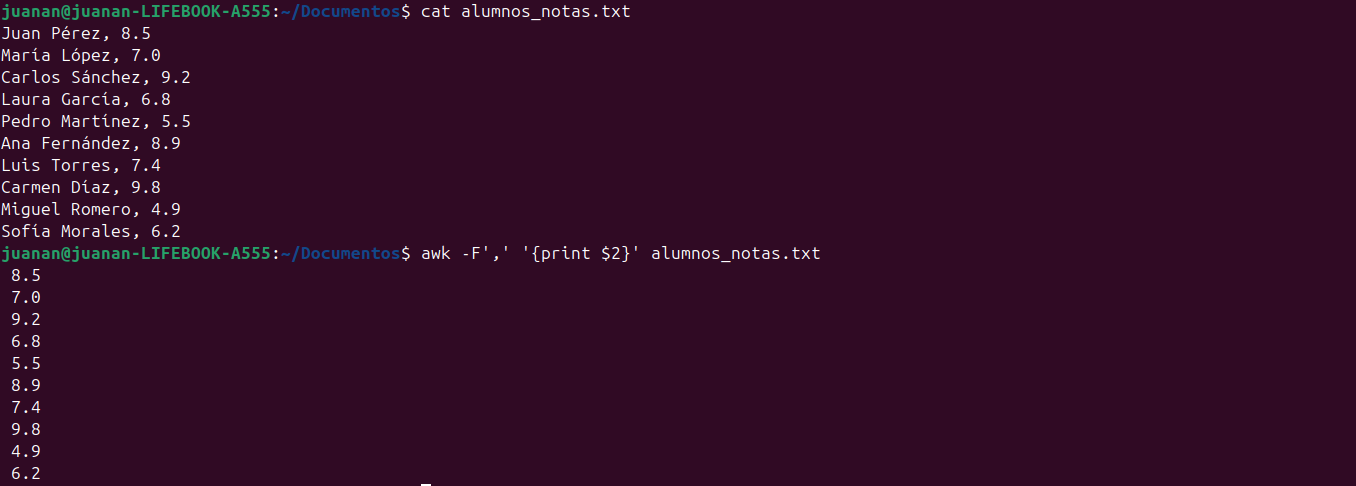 juanan@juanan-LIFEBOOK-A555:~/Documentos$ cat alumnos_notas.txt
Juan Pérez, 8.5
María López, 7.0
Carlos Sánchez, 9.2
Laura García, 6.8
Pedro Martínez, 5.5
Ana Fernández, 8.9
Luis Torres, 7.4
Carmen Díaz, 9.8
Miguel Romero, 4.9
Sofía Morales, 6.2
juanan@juanan-LIFEBOOK-A555:~/Documentos$ awk -F',' '{print $2}' alumnos_notas.txt
 8.5
 7.0
 9.2
 6.8
 5.5
 8.9
 7.4
 9.8
 4.9
 6.2